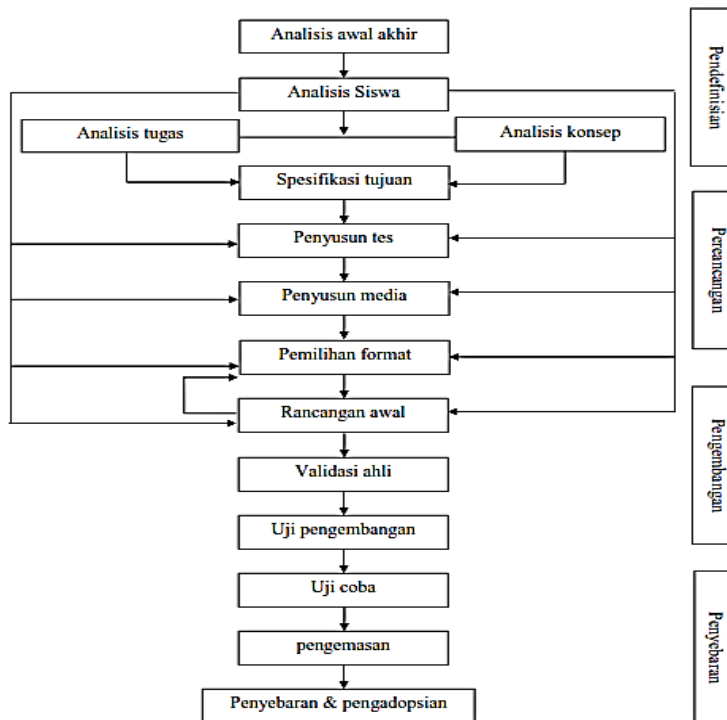 Analisis awal akhir
Analisis Siswa
Analisis tugas
Analisis konsep
Spesifikasi tujuan
Penyusun tes
Penyusun media
Pemilihan format
Rancangan awal
Validasi ahli
Uji pengembangan
Uji coba
pengemasan
Penyebaran & pengadopsian
Pendefinisian
Perancangan
Pengembangan
Penyebaran